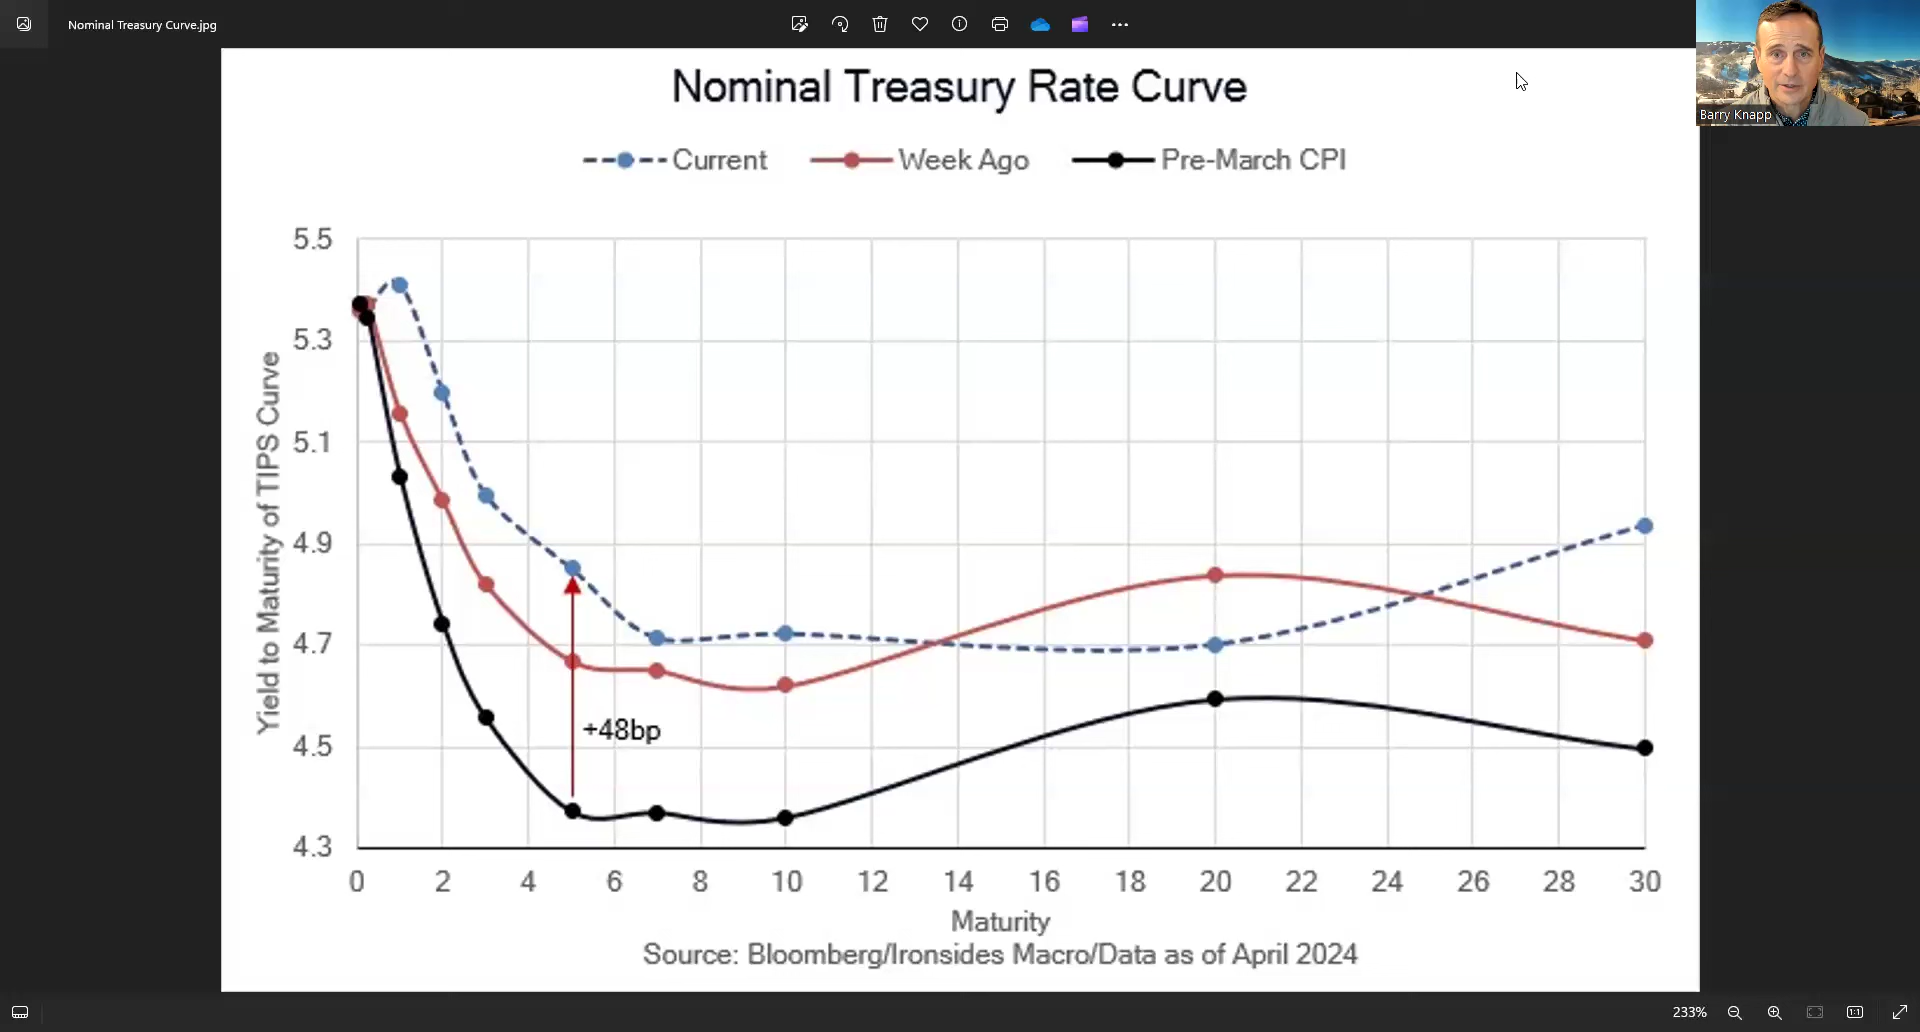 Nominal Treasury Curve.jpg
Barry Knapp
Nominal Treasury Rate Curve
Current Week Ago Pre-March CPI
Yield to Maturity of TIPS Curve
5.5
5.3
5.1
4.9
4.7
4.5
4.3
+48bp
0 2 4 6 8 10 12 14 16 18 20 22 24 26 28 30
Maturity
Source: Bloomberg/Ironsides Macro/Data as of April 2024
233%
1:1